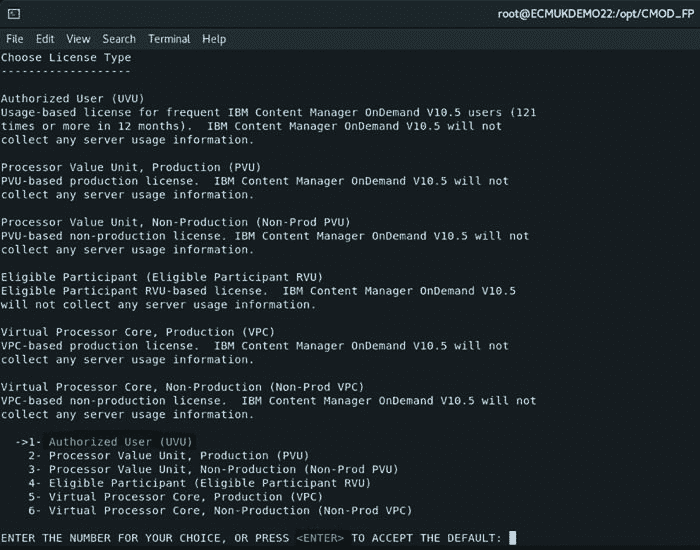 root@ECMUKDEMO22:/opt/CMOD_FP
File Edit View Search Terminal Help
Choose License Type
-------------------
Authorized User (UVU)
Usage-based license for frequent IBM Content Manager OnDemand V10.5 users (121
times or more in 12 months).  IBM Content Manager OnDemand V10.5 will not
collect any server usage information.
Processor Value Unit, Production (PVU)
PVU-based production license.  IBM Content Manager OnDemand V10.5 will not
collect any server usage information.
Processor Value Unit, Non-Production (Non-Prod PVU)
PVU-based non-production license. IBM Content Manager OnDemand V10.5 will not
collect any server usage information.
Eligible Participant (Eligible Participant RVU)
Eligible Participant RVU-based license.  IBM Content Manager OnDemand V10.5
will not collect any server usage information.
Virtual Processor Core, Production (VPC)
VPC-based production license.  IBM Content Manager OnDemand V10.5 will not
collect any server usage information.
Virtual Processor Core, Non-Production (Non-Prod VPC)
VPC-based non-production license.  IBM Content Manager OnDemand V10.5 will not
collect any server usage information.
->1- Authorized User (UVU)
2- Processor Value Unit, Production (PVU)
3- Processor Value Unit, Non-Production (Non-Prod PVU)
4- Eligible Participant (Eligible Participant RVU)
5- Virtual Processor Core, Production (VPC)
6- Virtual Processor Core, Non-Production (Non-Prod VPC)
ENTER THE NUMBER FOR YOUR CHOICE, OR PRESS <ENTER> TO ACCEPT THE DEFAULT: